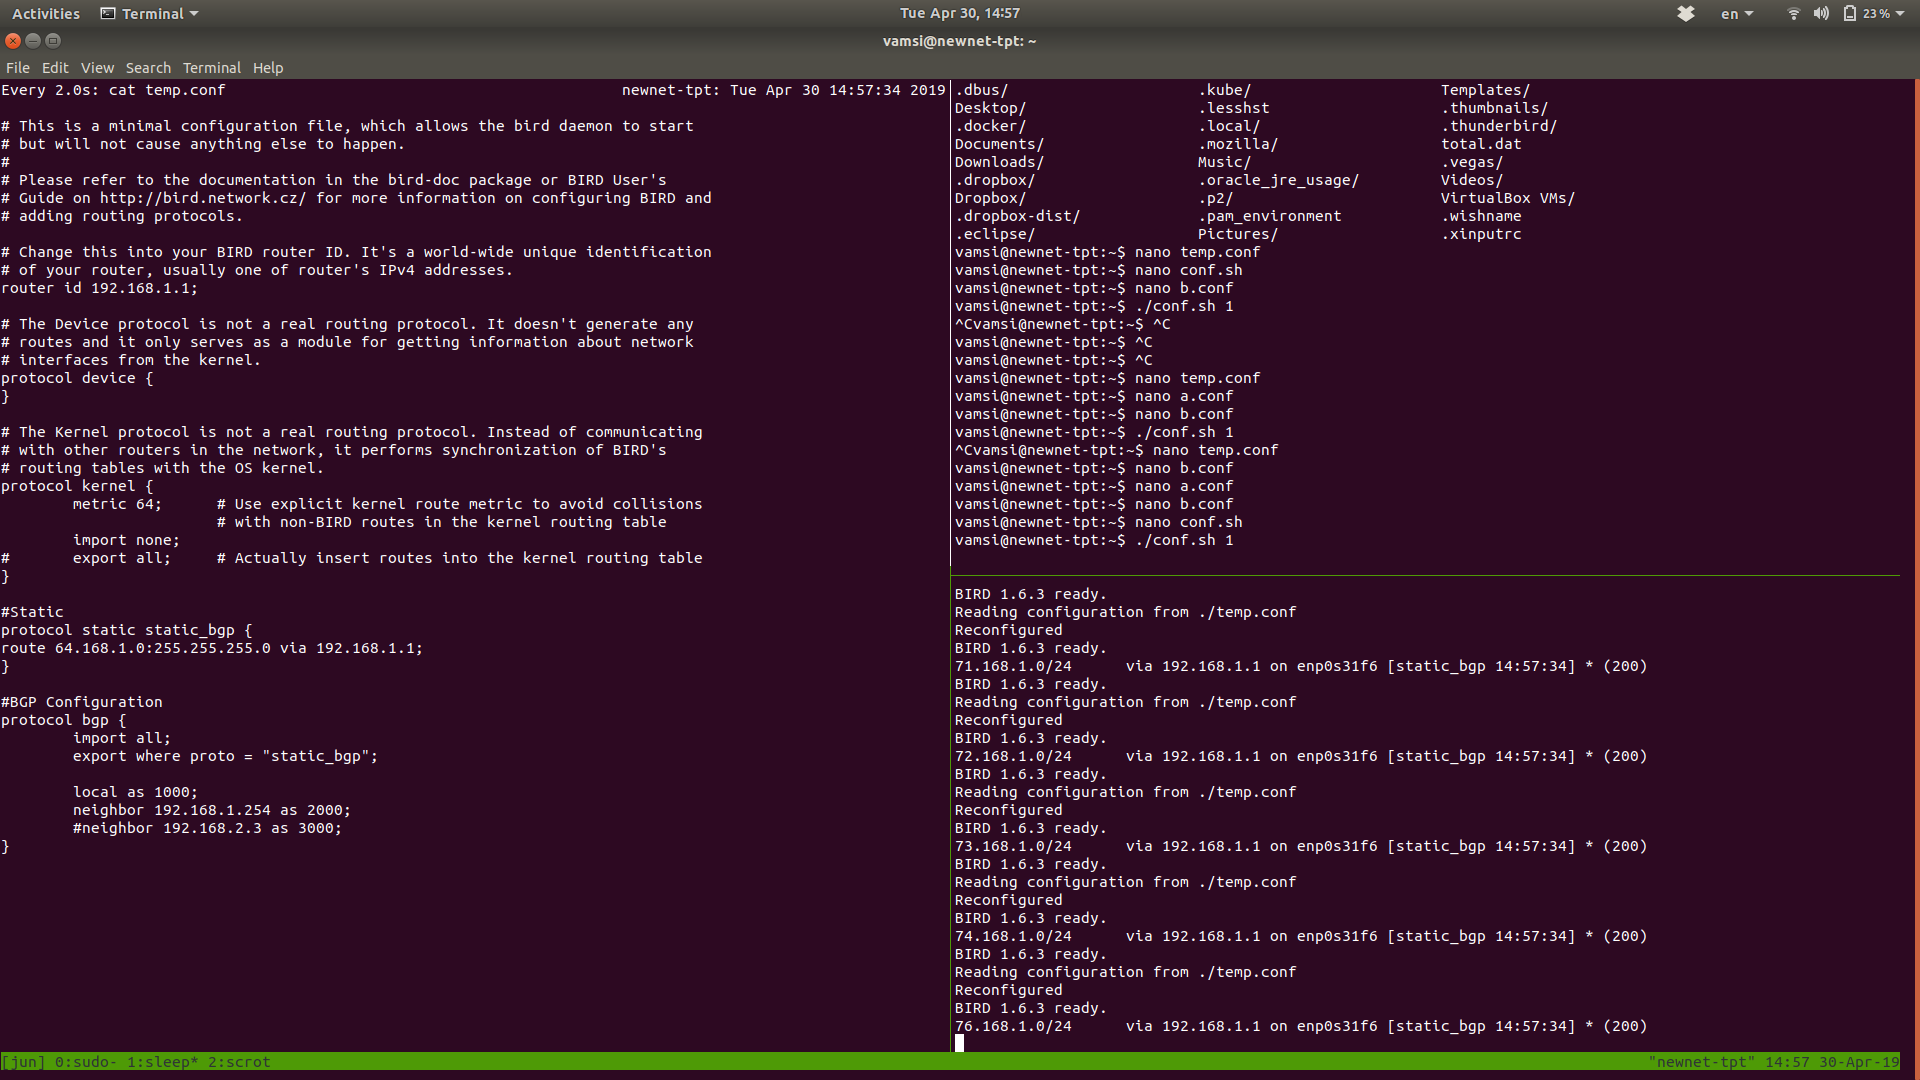 Activities Terminal Tue Apr 30, 14:57 en 23 %
vamsi@newnet-tpt: ~
File Edit View Search Terminal Help
Every 2.0s: cat temp.conf newnet-tpt: Tue Apr 30 14:57:34 2019
# This is a minimal configuration file, which allows the bird daemon to start
# but will not cause anything else to happen.
#
# Please refer to the documentation in the bird-doc package or BIRD User's
# Guide on http://bird.network.cz/ for more information on configuring BIRD and
# adding routing protocols.
# Change this into your BIRD router ID. It's a world-wide unique identification
# of your router, usually one of router's IPv4 addresses.
router id 192.168.1.1;
# The Device protocol is not a real routing protocol. It doesn't generate any
# routes and it only serves as a module for getting information about network
# interfaces from the kernel.
protocol device {
}
# The Kernel protocol is not a real routing protocol. Instead of communicating
# with other routers in the network, it performs synchronization of BIRD's
# routing tables with the OS kernel.
protocol kernel {
metric 64; # Use explicit kernel route metric to avoid collisions
# with non-BIRD routes in the kernel routing table
import none;
# export all; # Actually insert routes into the kernel routing table
}
#Static
protocol static static_bgp {
route 64.168.1.0:255.255.255.0 via 192.168.1.1;
}
#BGP Configuration
protocol bgp {
import all;
export where proto = "static_bgp";
local as 1000;
neighbor 192.168.1.254 as 2000;
#neighbor 192.168.2.3 as 3000;
}
.dbus/ .kube/ Templates/
Desktop/ .lesshst .thumbnails/
.docker/ .local/ .thunderbird/
Documents/ .mozilla/ total.dat
Downloads/ Music/ .vegas/
.dropbox/ .oracle_jre_usage/ Videos/
Dropbox/ .p2/ VirtualBox VMs/
.dropbox-dist/ .pam_environment .wishname
.eclipse/ Pictures/ .xinputrc
vamsi@newnet-tpt:~$ nano temp.conf
vamsi@newnet-tpt:~$ nano conf.sh
vamsi@newnet-tpt:~$ nano b.conf
vamsi@newnet-tpt:~$ ./conf.sh 1
^Cvamsi@newnet-tpt:~$ ^C
vamsi@newnet-tpt:~$ ^C
vamsi@newnet-tpt:~$ ^C
vamsi@newnet-tpt:~$ nano temp.conf
vamsi@newnet-tpt:~$ nano a.conf
vamsi@newnet-tpt:~$ nano b.conf
vamsi@newnet-tpt:~$ ./conf.sh 1
^Cvamsi@newnet-tpt:~$ nano temp.conf
vamsi@newnet-tpt:~$ nano b.conf
vamsi@newnet-tpt:~$ nano a.conf
vamsi@newnet-tpt:~$ nano b.conf
vamsi@newnet-tpt:~$ nano conf.sh
vamsi@newnet-tpt:~$ ./conf.sh 1
BIRD 1.6.3 ready.
Reading configuration from ./temp.conf
Reconfigured
BIRD 1.6.3 ready.
71.168.1.0/24 via 192.168.1.1 on enp0s31f6 [static_bgp 14:57:34] * (200)
BIRD 1.6.3 ready.
Reading configuration from ./temp.conf
Reconfigured
BIRD 1.6.3 ready.
72.168.1.0/24 via 192.168.1.1 on enp0s31f6 [static_bgp 14:57:34] * (200)
BIRD 1.6.3 ready.
Reading configuration from ./temp.conf
Reconfigured
BIRD 1.6.3 ready.
73.168.1.0/24 via 192.168.1.1 on enp0s31f6 [static_bgp 14:57:34] * (200)
BIRD 1.6.3 ready.
Reading configuration from ./temp.conf
Reconfigured
BIRD 1.6.3 ready.
74.168.1.0/24 via 192.168.1.1 on enp0s31f6 [static_bgp 14:57:34] * (200)
BIRD 1.6.3 ready.
Reading configuration from ./temp.conf
Reconfigured
BIRD 1.6.3 ready.
76.168.1.0/24 via 192.168.1.1 on enp0s31f6 [static_bgp 14:57:34] * (200)
[jun] 0:sudo- 1:sleep* 2:scrot "newnet-tpt" 14:57 30-Apr-19